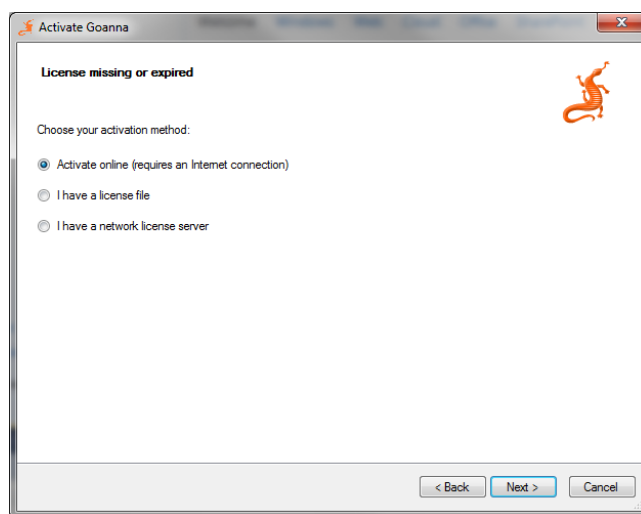 Activate Goanna
License missing or expired
Choose your activation method:
Activate online (requires an Internet connection)
I have a license file
I have a network license server
< Back Next > Cancel